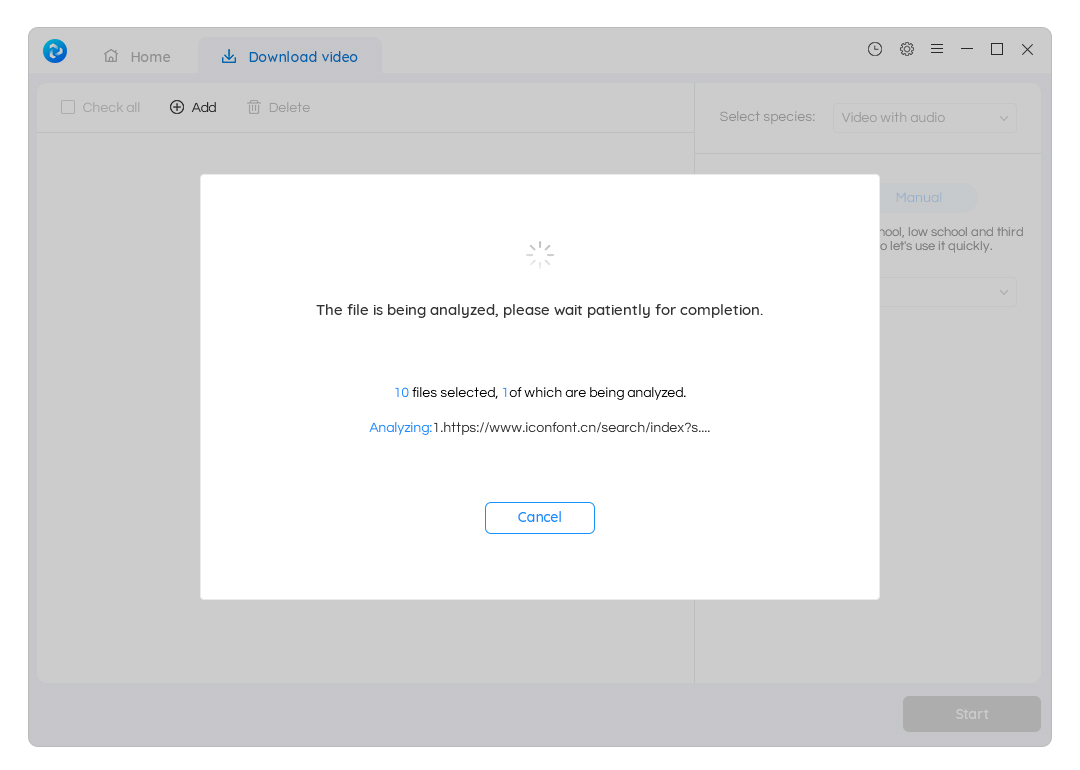 Home
Download video
Check all
Add
Delete
Select species:
Video with audio
Manual
hool, low school and third
o let's use it quickly.
The file is being analyzed, please wait patiently for completion.
10 files selected, 1of which are being analyzed.
Analyzing:1.https://www.iconfont.cn/search/index?s....
Cancel
Start